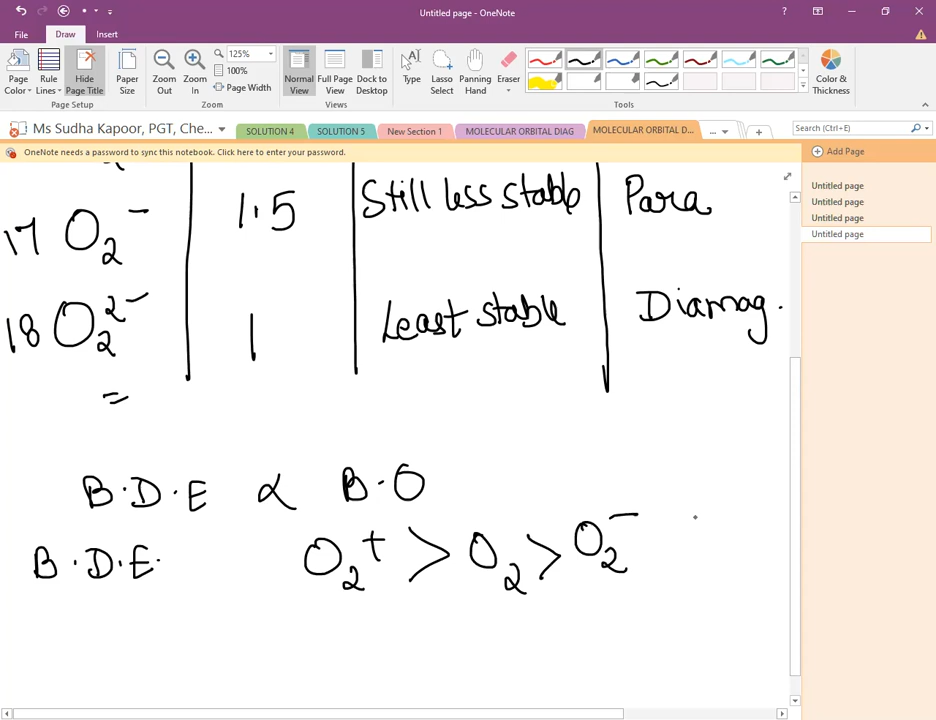 Untitled page - OneNote
File Draw Insert
Page Color Rule Lines Hide Page Title Paper Size
Page Setup
Zoom Out Zoom In 125% 100% Page Width
Zoom
Normal View Full Page View Dock to Desktop
Views
Type Lasso Select Panning Hand Eraser
Tools
Color & Thickness
Ms Sudha Kapoor, PGT, Che... SOLUTION 4 SOLUTION 5 New Section 1 MOLECULAR ORBITAL DIAG MOLECULAR ORBITAL D... ... Search (Ctrl+E)
OneNote needs a password to sync this notebook. Click here to enter your password.
Add Page
Untitled page
Untitled page
Untitled page
Untitled page
17 O₂⁻ 1.5 Still less stable Para
18 O₂²⁻ 1 Least stable Diamag.
=
B.D.E ∝ B.O
B.D.E. O₂⁺ > O₂ > O₂⁻